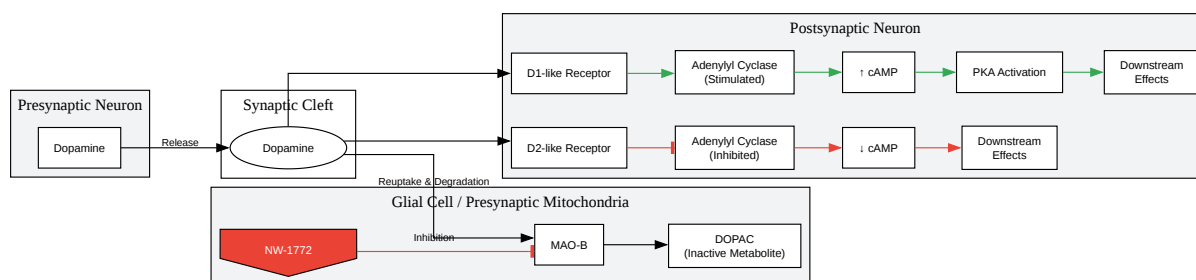 Postsynaptic Neuron
D1-like Receptor
Adenylyl Cyclase
(Stimulated)
↑ cAMP
PKA Activation
Downstream
Effects
Presynaptic Neuron
Dopamine
Release
Synaptic Cleft
Dopamine
D2-like Receptor
Adenylyl Cyclase
(Inhibited)
↓ cAMP
Downstream
Effects
Reuptake & Degradation
Glial Cell / Presynaptic Mitochondria
NW-1772
Inhibition
MAO-B
DOPAC
(Inactive Metabolite)